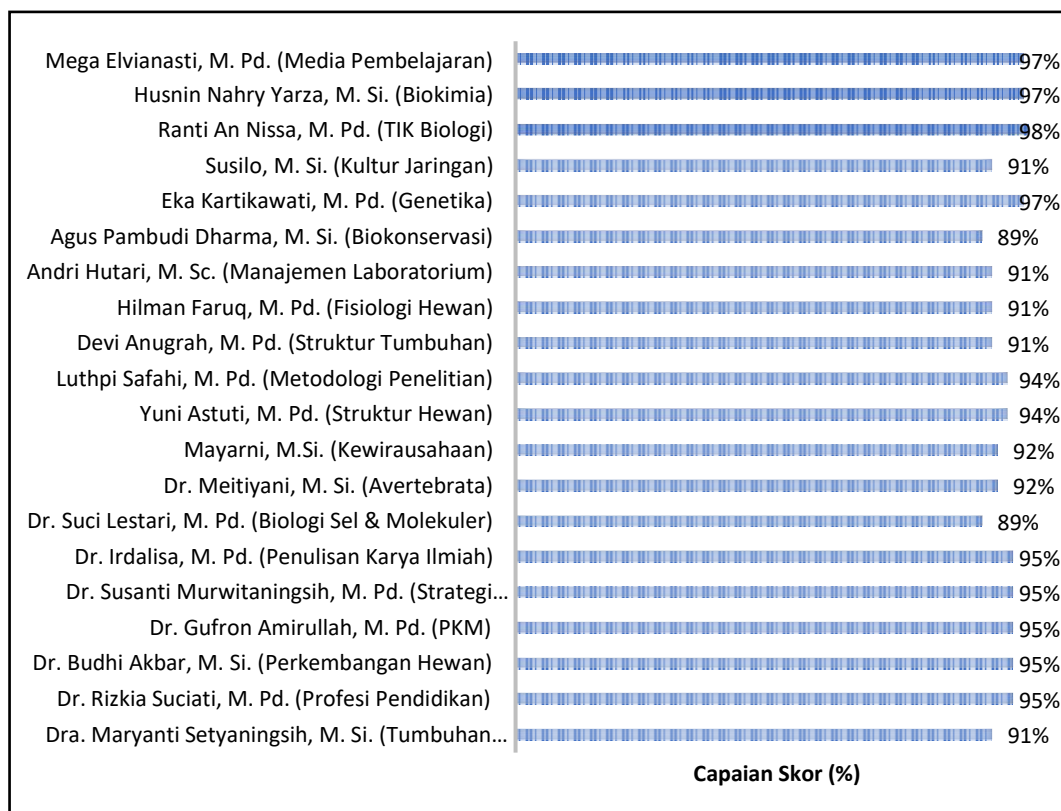 Mega Elvianasti, M. Pd. (Media Pembelajaran) 97%
Husnin Nahry Yarza, M. Si. (Biokimia) 97%
Ranti An Nissa, M. Pd. (TIK Biologi) 98%
Susilo, M. Si. (Kultur Jaringan) 91%
Eka Kartikawati, M. Pd. (Genetika) 97%
Agus Pambudi Dharma, M. Si. (Biokonservasi) 89%
Andri Hutari, M. Sc. (Manajemen Laboratorium) 91%
Hilman Faruq, M. Pd. (Fisiologi Hewan) 91%
Devi Anugrah, M. Pd. (Struktur Tumbuhan) 91%
Luthpi Safahi, M. Pd. (Metodologi Penelitian) 94%
Yuni Astuti, M. Pd. (Struktur Hewan) 94%
Mayarni, M.Si. (Kewirausahaan) 92%
Dr. Meitiyani, M. Si. (Avertebrata) 92%
Dr. Suci Lestari, M. Pd. (Biologi Sel & Molekuler) 89%
Dr. Irdalisa, M. Pd. (Penulisan Karya Ilmiah) 95%
Dr. Susanti Murwitaningsih, M. Pd. (Strategi... 95%
Dr. Gufron Amirullah, M. Pd. (PKM) 95%
Dr. Budhi Akbar, M. Si. (Perkembangan Hewan) 95%
Dr. Rizkia Suciati, M. Pd. (Profesi Pendidikan) 95%
Dra. Maryanti Setyaningsih, M. Si. (Tumbuhan... 91%
Capaian Skor (%)